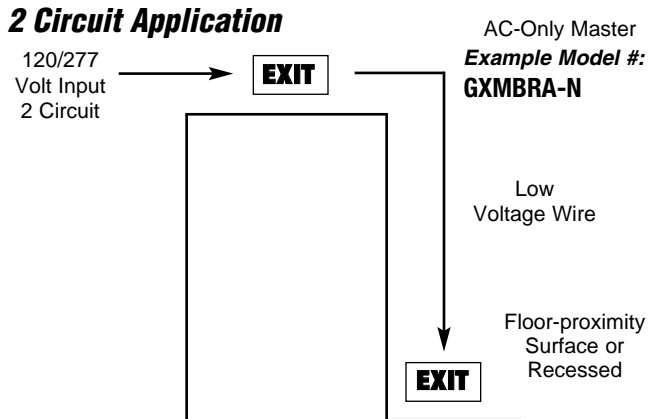 2 Circuit Application
120/277
Volt Input
2 Circuit
EXIT
AC-Only Master
Example Model #:
GXMBRA-N
Low
Voltage Wire
Floor-proximity
Surface or
Recessed
EXIT